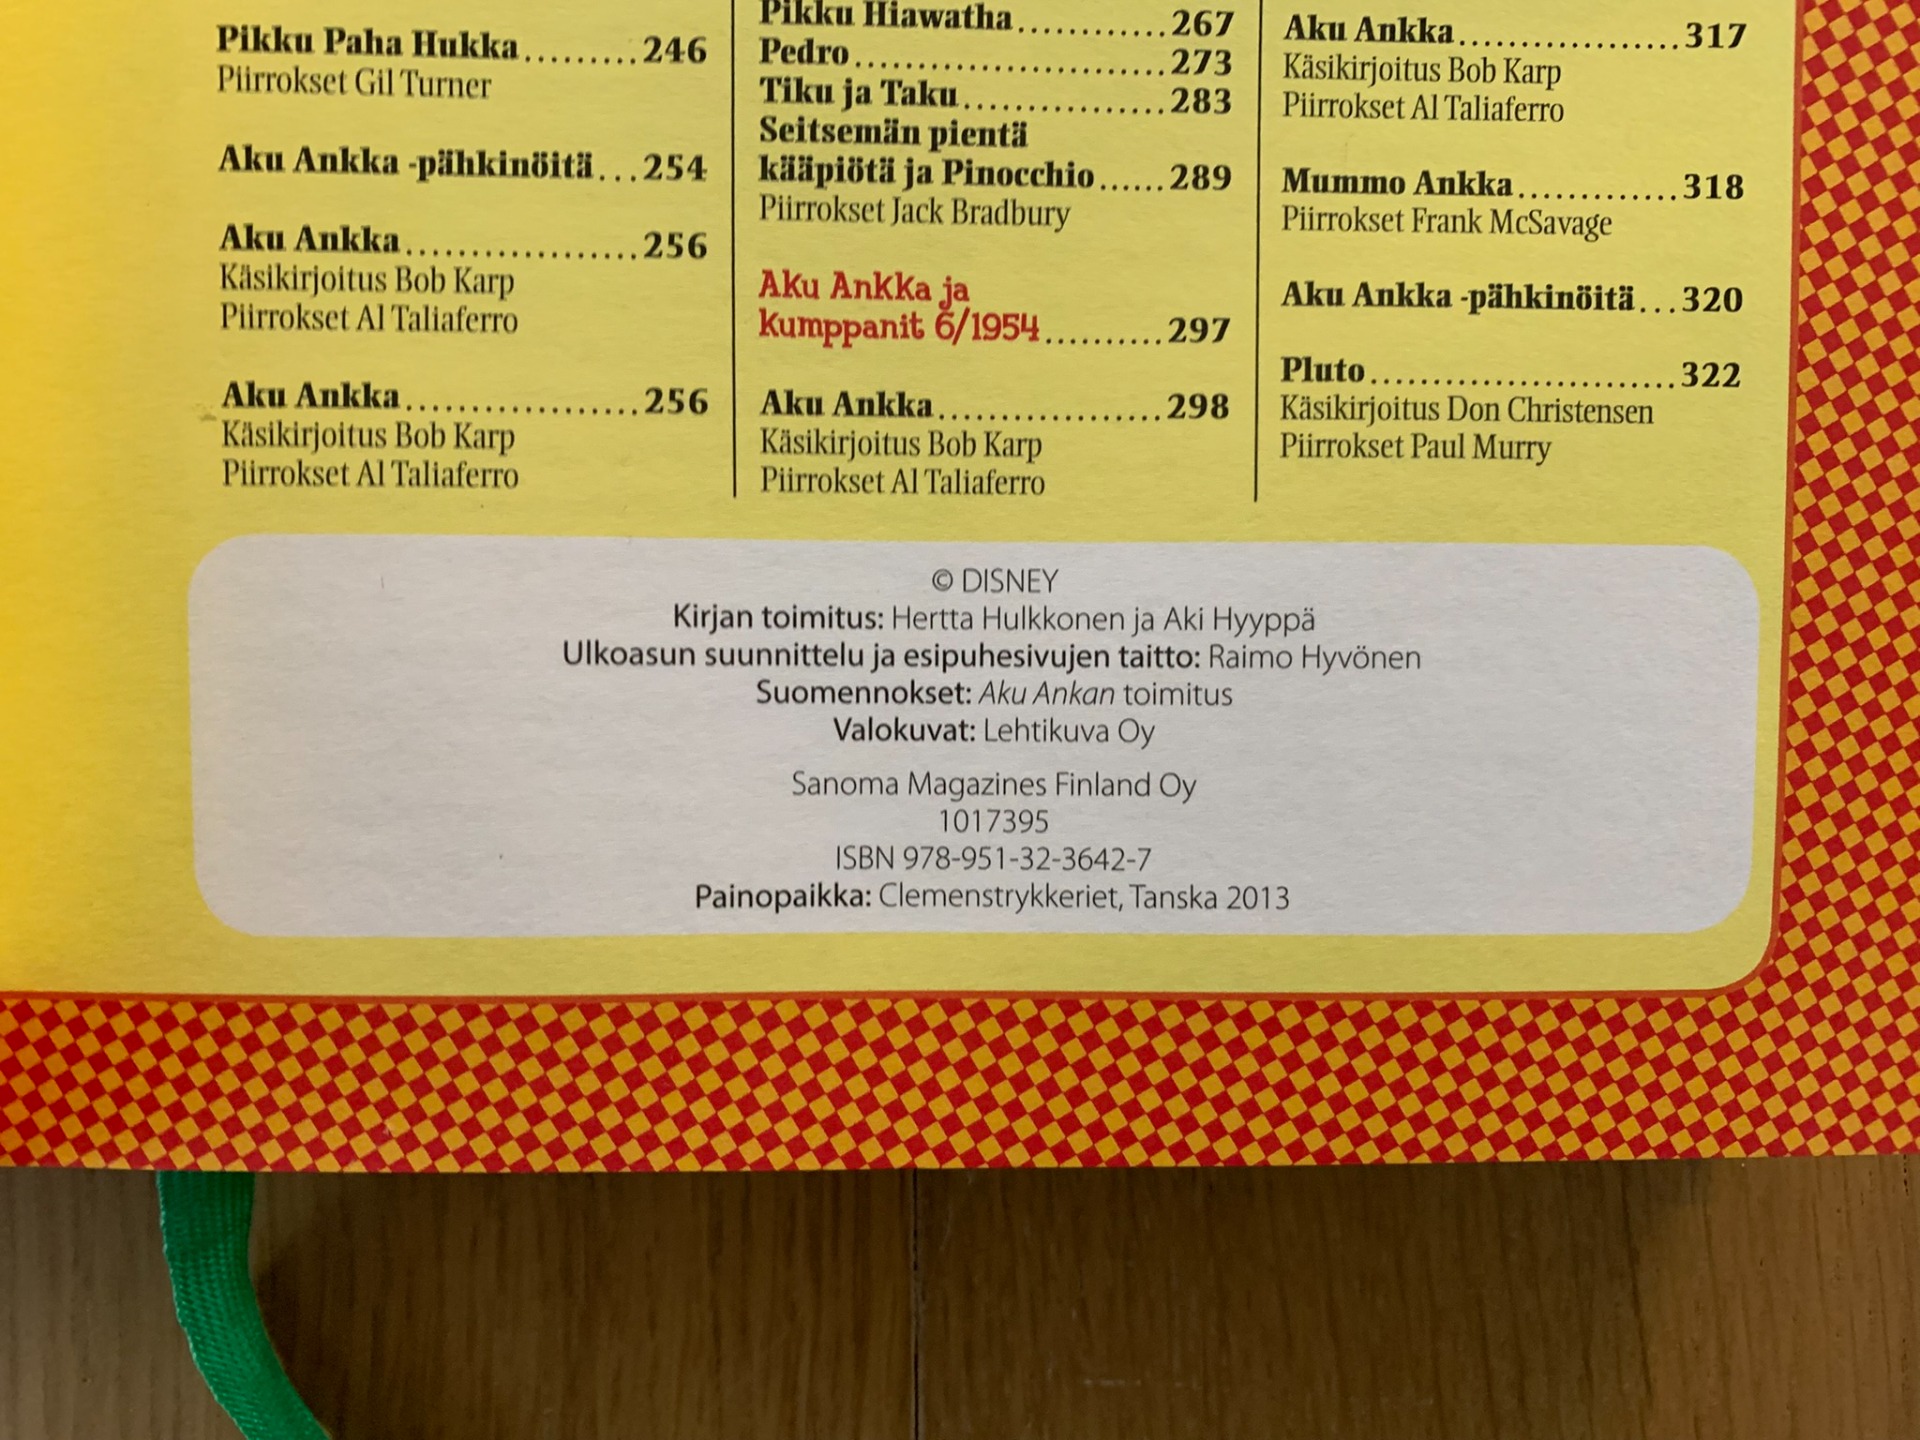 Pikku Paha Hukka.........246
Piirrokset Gil Turner
Aku Ankka -pähkinöitä...254
Aku Ankka...................256
Käsikirjoitus Bob Karp
Piirrokset Al Taliaferro
Aku Ankka...................256
Käsikirjoitus Bob Karp
Piirrokset Al Taliaferro
Pikku Hiawatha............267
Pedro.........................273
Tiku ja Taku.................283
Seitsemän pientä
kääpiötä ja Pinocchio......289
Piirrokset Jack Bradbury
Aku Ankka ja
Kumppanit 6/1954..........297
Aku Ankka..................298
Käsikirjoitus Bob Karp
Piirrokset Al Taliaferro
Aku Ankka..................317
Käsikirjoitus Bob Karp
Piirrokset Al Taliaferro
Mummo Ankka.............318
Piirrokset Frank McSavage
Aku Ankka -pähkinöitä...320
Pluto.........................322
Käsikirjoitus Don Christensen
Piirrokset Paul Murry
© DISNEY
Kirjan toimitus: Hertta Hulkkonen ja Aki Hyyppä
Ulkoasun suunnittelu ja esipuhesivujen taitto: Raimo Hyvönen
Suomennokset: Aku Ankan toimitus
Valokuvat: Lehtikuva Oy
Sanoma Magazines Finland Oy
1017395
ISBN 978-951-32-3642-7
Painopaikka: Clemenstrykkeriet, Tanska 2013